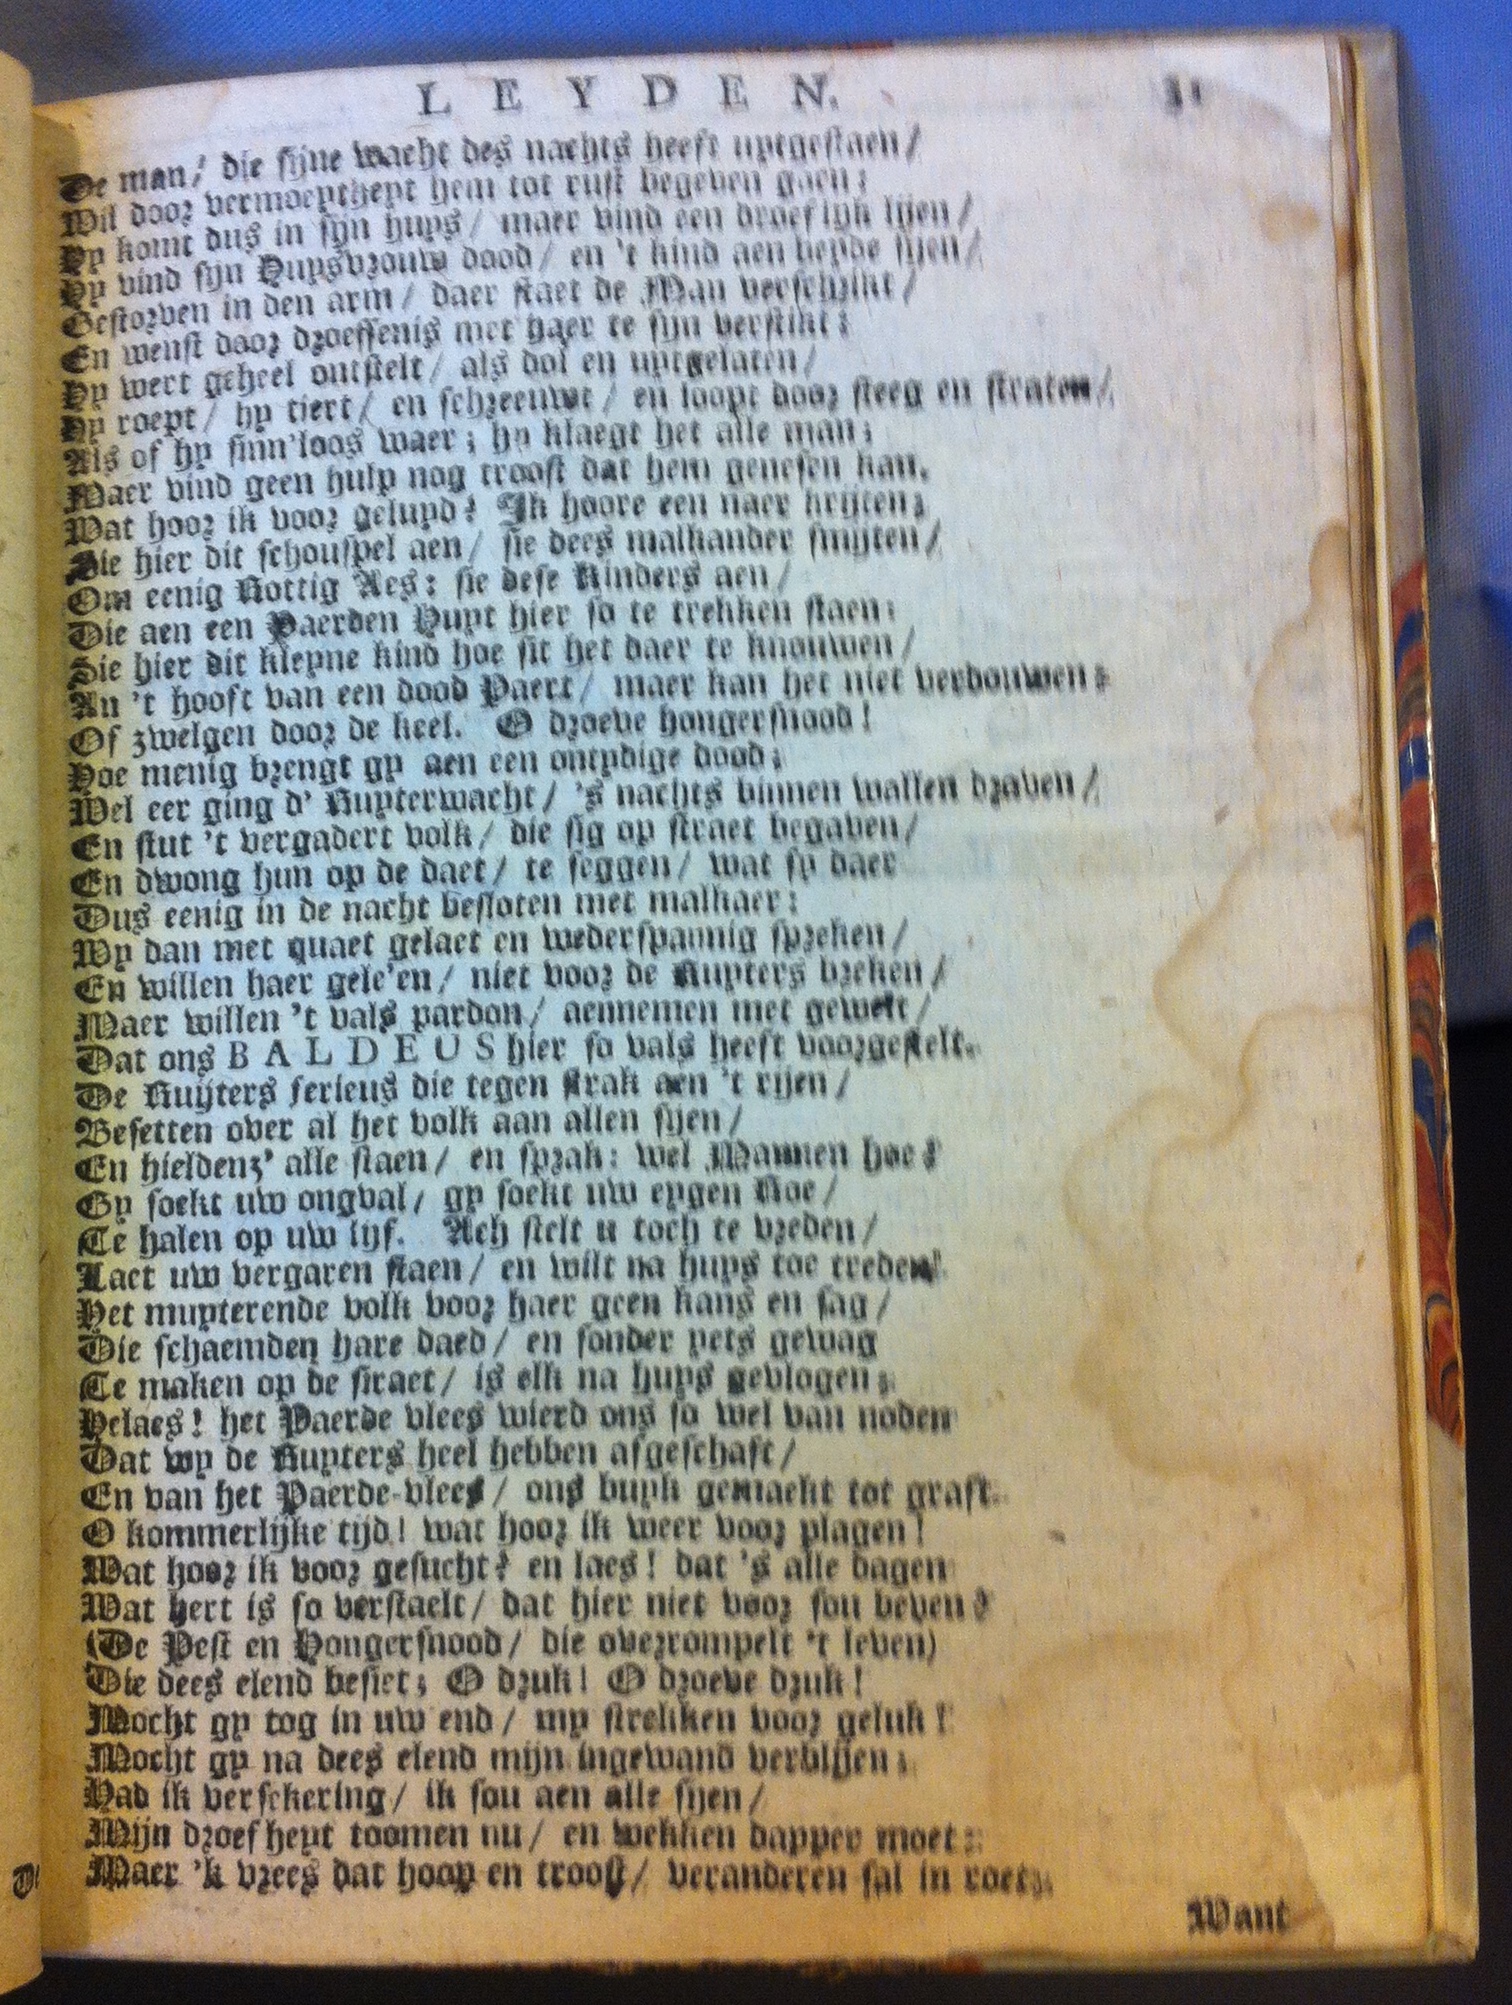 LEYDEN.
De man/ die sijne wacht des nachts heeft uytgestaen/
Wil door vermoeytheyt hem tot rust begeven gaen;
Hy komt dus in sijn huys/ maer vind een droeflijk lijen/
Hy vind sijn Huysvrouw dood/ en 't kind aen beyde sijen/
Gestorven in den arm/ daer staet de Man verschrikt/
En wenst door droeffenis met haer te sijn verstikt:
Hy wert geheel ontstelt/ als dol en uytgelaten/
Hy roept/ hy tiert/ en schreeuwt/ en loopt door steeg en straten/
Als of hy sinn'loos waer; hy klaegt het alle man;
Maer vind geen hulp nog troost dat hem genesen kan.
Wat hoor ik voor geluyd? Ik hoore een naer krijten;
Sie hier dit schouspel aen/ sie dees malkander smijten/
Om eenig Rottig Aes: sie dese Kinders aen/
Die aen een Paerden Huyt hier so te trekken staen:
Sie hier dit kleyne kind hoe sit het daer te knouwen/
An 't hooft van een dood Paert/ maer kan het niet verdouwen;
Of zwelgen door de keel. O droeve hongersnood!
Hoe menig brengt gy aen een ontydige dood;
Wel eer ging d' Ruyterwacht/ 's nachts binnen wallen draven/
En stut 't vergadert volk/ die sig op straet begaven/
En dwong hun op de daet/ te seggen/ wat sy daer
Dus eenig in de nacht besloten met malkaer:
Wy dan met quaet gelaet en wederspannig spreken/
En willen haer gele'en/ niet voor de Ruyters breken/
Maer willen 't vals pardon/ aennemen met gewelt/
Dat ons BALDEUS hier so vals heeft voorgestelt.
De Ruijters serieus die tegen strak aen 't rijen/
Besetten over al het volk aan allen sijen/
En hieldenz' alle staen/ en sprak: wel Mannen hoe?
Gy soekt uw ongval/ gy soekt uw eygen Roe/
Te halen op uw lijf. Ach stelt u toch te vreden/
Laet uw vergaren staen/ en wilt na huys toe treden!
Het muyterende volk voor haer geen kans en sag/
Die schaemden hare daed/ en sonder yets gewag
Te maken op de straet/ is elk na huys gevlogen;
Helaes! het Paerde vlees wierd ons so wel van noden
Dat wy de Ruyters heel hebben afgeschaft/
En van het Paerde-vlees/ ons buyk gemaekt tot graft.
O kommerlijke tijd! wat hoor ik weer voor plagen!
Wat hoor ik voor gesucht? en laes! dat 's alle dagen
Wat hert is so verstaelt/ dat hier niet voor sou beven?
(De Pest en Hongersnood/ die overrompelt 't leven)
Die dees elend besiet; O druk! O droeve druk!
Mocht gy tog in uw end/ my strekken voor geluk!
Mocht gy na dees elend mijn ingewand verblijen;
Had ik versekering/ ik sou aen alle sijen/
Mijn droefheyt toomen nu/ en wekken dapper moet:
Maer 'k vrees dat hoop en troost/ veranderen sal in roet;
Want